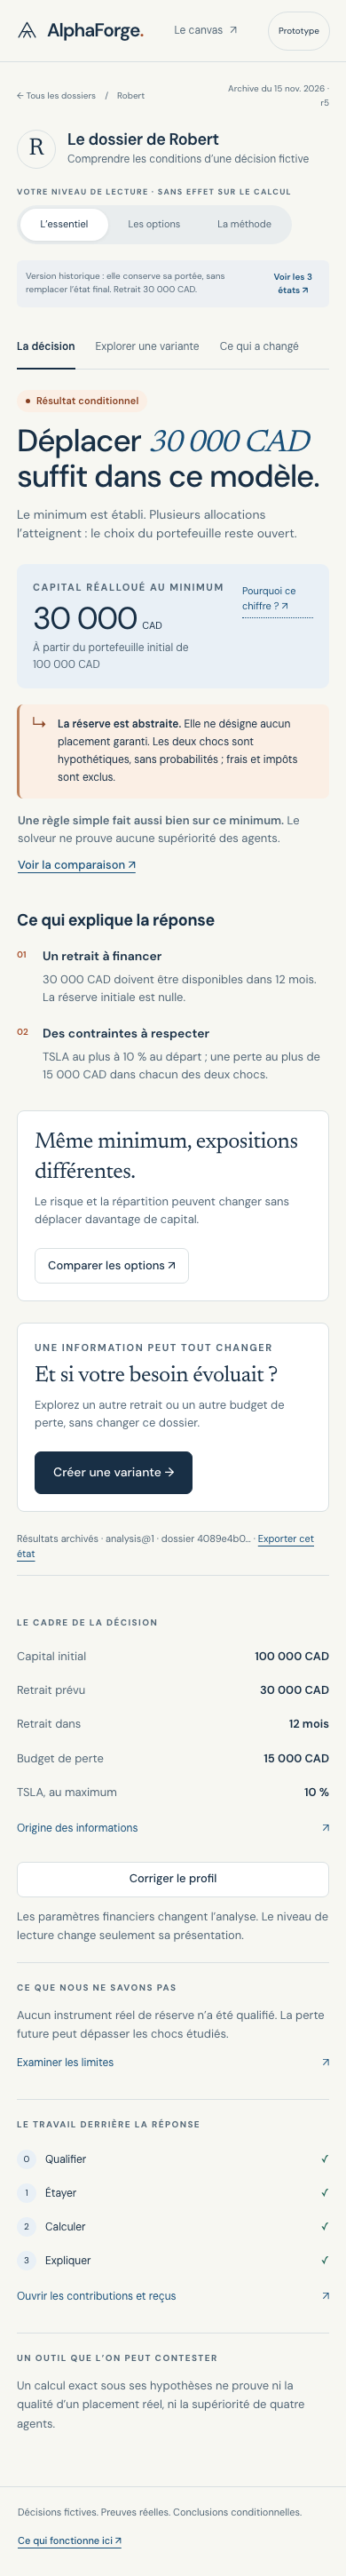 AlphaForge.
Le canvas ↗
Prototype
← Tous les dossiers / Robert
Archive du 15 nov. 2026 ·
r5
R
Le dossier de Robert
Comprendre les conditions d’une décision fictive
VOTRE NIVEAU DE LECTURE · SANS EFFET SUR LE CALCUL
L’essentiel
Les options
La méthode
Version historique : elle conserve sa portée, sans
remplacer l’état final. Retrait 30 000 CAD.
Voir les 3
états ↗
La décision
Explorer une variante
Ce qui a changé
Résultat conditionnel
Déplacer 30 000 CAD
suffit dans ce modèle.
Le minimum est établi. Plusieurs allocations
l’atteignent : le choix du portefeuille reste ouvert.
CAPITAL RÉALLOUÉ AU MINIMUM
30 000 CAD
À partir du portefeuille initial de
100 000 CAD
Pourquoi ce
chiffre ? ↗
La réserve est abstraite. Elle ne désigne aucun
placement garanti. Les deux chocs sont
hypothétiques, sans probabilités ; frais et impôts
sont exclus.
Une règle simple fait aussi bien sur ce minimum. Le
solveur ne prouve aucune supériorité des agents.
Voir la comparaison ↗
Ce qui explique la réponse
01 Un retrait à financer
30 000 CAD doivent être disponibles dans 12 mois.
La réserve initiale est nulle.
02 Des contraintes à respecter
TSLA au plus à 10 % au départ ; une perte au plus de
15 000 CAD dans chacun des deux chocs.
Même minimum, expositions
différentes.
Le risque et la répartition peuvent changer sans
déplacer davantage de capital.
Comparer les options ↗
UNE INFORMATION PEUT TOUT CHANGER
Et si votre besoin évoluait ?
Explorez un autre retrait ou un autre budget de
perte, sans changer ce dossier.
Créer une variante →
Résultats archivés · analysis@1 · dossier 4089e4b0… · Exporter cet
état
LE CADRE DE LA DÉCISION
Capital initial 100 000 CAD
Retrait prévu 30 000 CAD
Retrait dans 12 mois
Budget de perte 15 000 CAD
TSLA, au maximum 10 %
Origine des informations ↗
Corriger le profil
Les paramètres financiers changent l’analyse. Le niveau de
lecture change seulement sa présentation.
CE QUE NOUS NE SAVONS PAS
Aucun instrument réel de réserve n’a été qualifié. La perte
future peut dépasser les chocs étudiés.
Examiner les limites ↗
LE TRAVAIL DERRIÈRE LA RÉPONSE
0 Qualifier ✓
1 Étayer ✓
2 Calculer ✓
3 Expliquer ✓
Ouvrir les contributions et reçus ↗
UN OUTIL QUE L’ON PEUT CONTESTER
Un calcul exact sous ses hypothèses ne prouve ni la
qualité d’un placement réel, ni la supériorité de quatre
agents.
Décisions fictives. Preuves réelles. Conclusions conditionnelles.
Ce qui fonctionne ici ↗